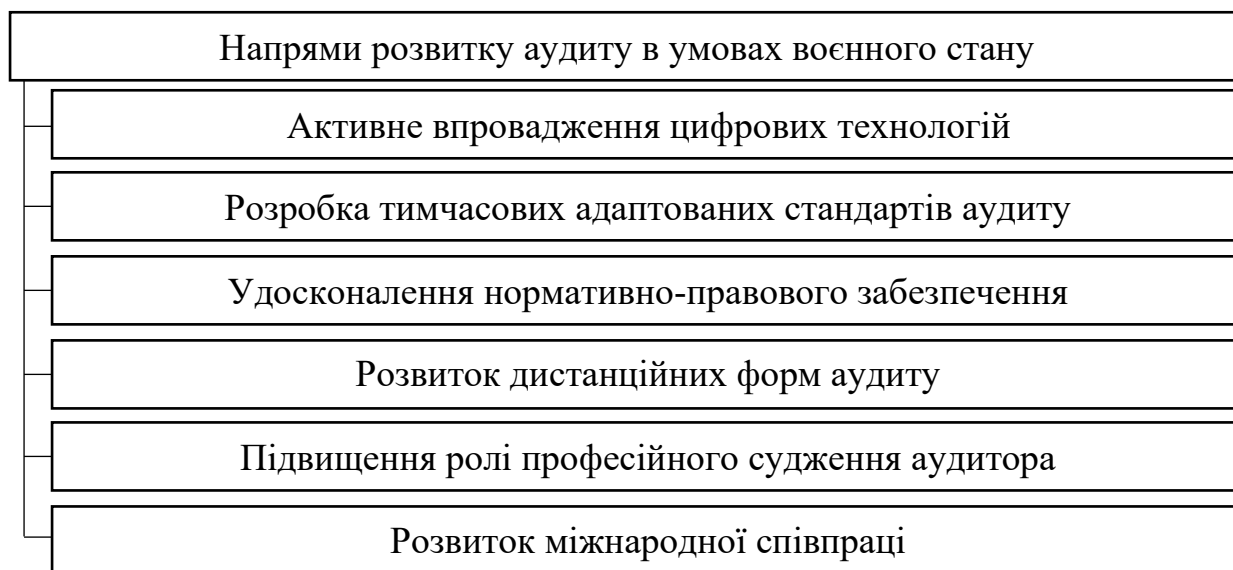 Напрями розвитку аудиту в умовах воєнного стану
Активне впровадження цифрових технологій
Розробка тимчасових адаптованих стандартів аудиту
Удосконалення нормативно-правового забезпечення
Розвиток дистанційних форм аудиту
Підвищення ролі професійного судження аудитора
Розвиток міжнародної співпраці